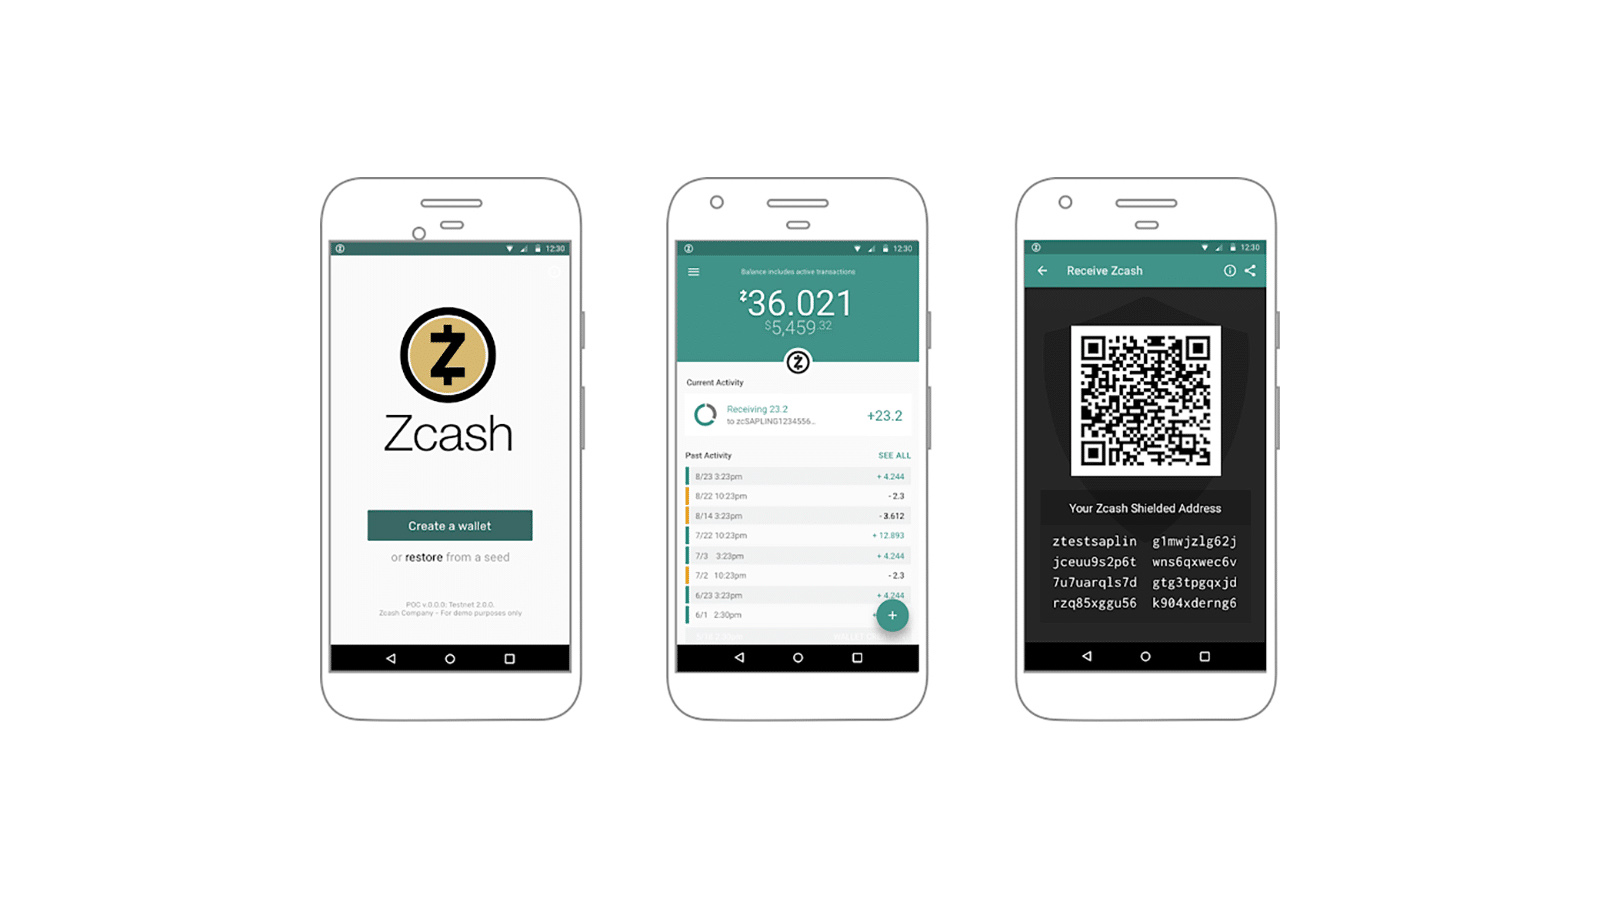 12:30
Zcash
Create a wallet
or restore from a seed
POC v.0.0.0; Testnet 2.0.0.
Zcash Company - For demo purposes only
12:30
Balance includes active transactions
36.021
$5,459.32
Current Activity
Receiving 23.2
to zcSAPLING1234556...
+23.2
Past Activity SEE ALL
8/23 3:23pm + 4.244
8/22 10:23pm - 2.3
8/14 3:23pm - 3.612
7/22 10:23pm + 12.893
7/3 3:23pm + 4.244
7/2 10:23pm - 2.3
6/23 3:23pm + 4.244
6/1 2:30pm +
12:30
Receive Zcash
Your Zcash Shielded Address
ztestsaplin g1mwjzlg62j
jceuu9s2p6t wns6qxwec6v
7u7uarqls7d gtg3tpgqxjd
rzq85xggu56 k904xderng6